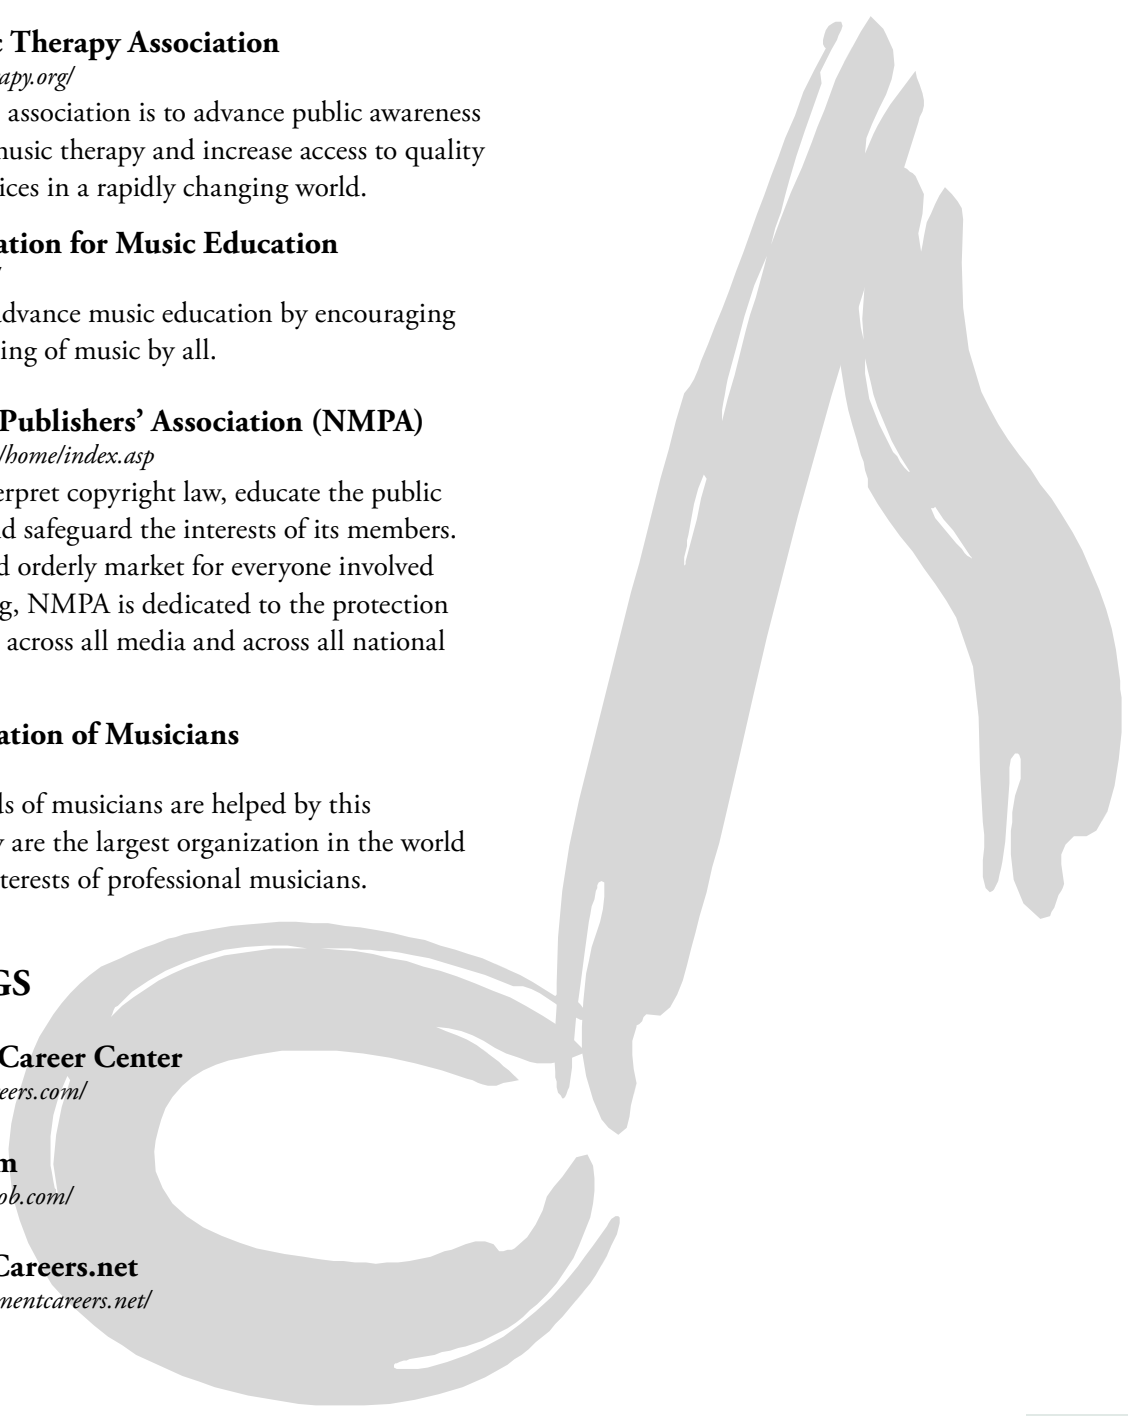 Therapy Association
apy.org/
association is to advance public awareness
music therapy and increase access to quality
ices in a rapidly changing world.
ation for Music Education
dvance music education by encouraging
ing of music by all.
Publishers’ Association (NMPA)
/home/index.asp
erpret copyright law, educate the public
d safeguard the interests of its members.
d orderly market for everyone involved
g, NMPA is dedicated to the protection
across all media and across all national
ation of Musicians
ds of musicians are helped by this
y are the largest organization in the world
terests of professional musicians.
GS
Career Center
eers.com/
m
ob.com/
Careers.net
mentcareers.net/